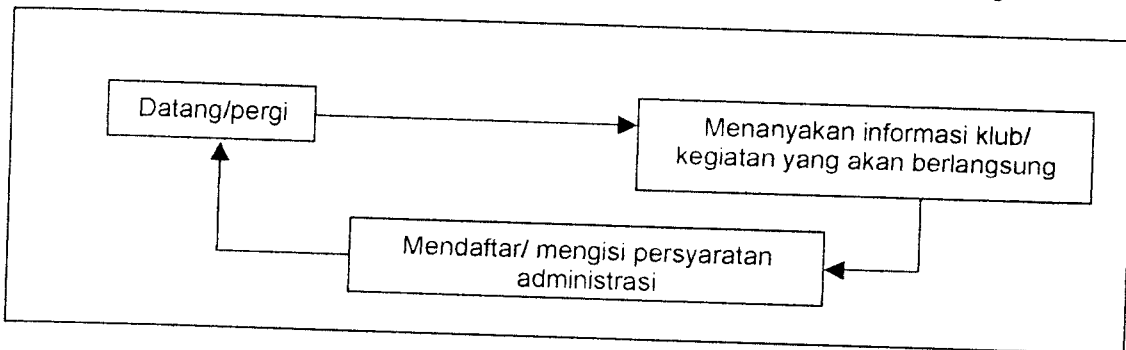 Datang/pergi
Menanyakan informasi klub/
kegiatan yang akan berlangsung
Mendaftar/ mengisi persyaratan
administrasi